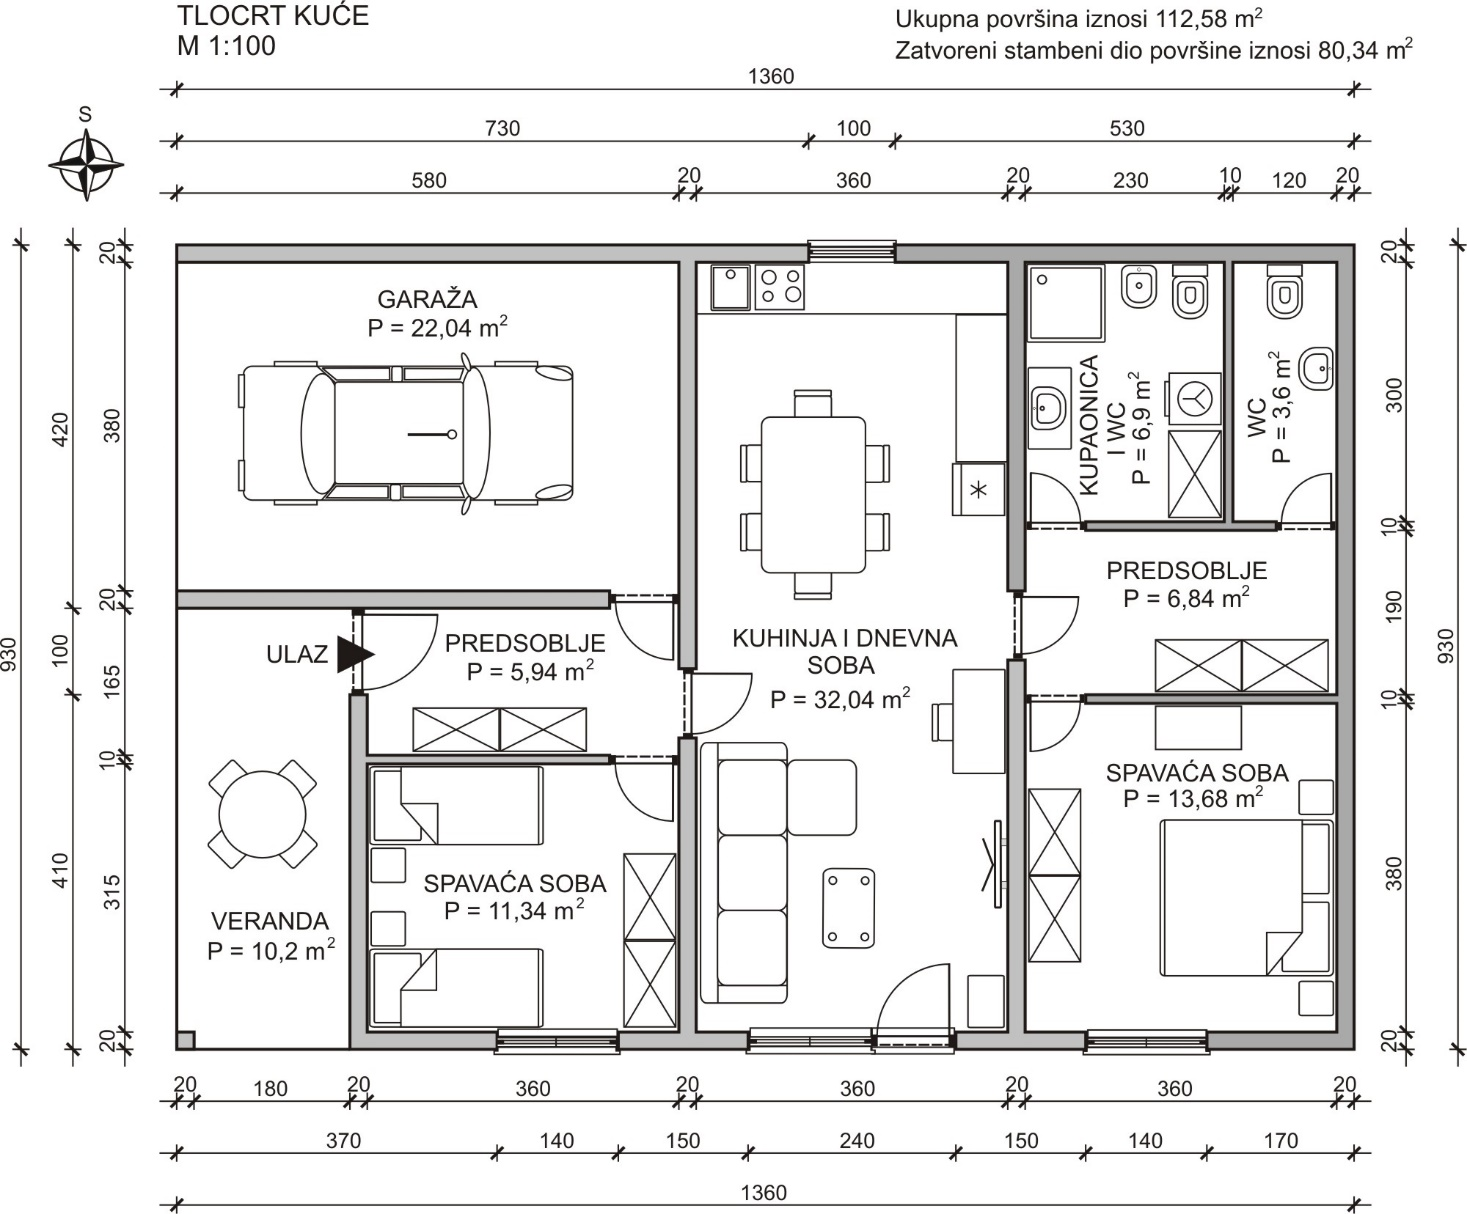 TLOCRT KUĆE
M 1:100
Ukupna površina iznosi 112,58 m²
Zatvoreni stambeni dio površine iznosi 80,34 m²
1360
S
730 100 530
580 20 360 20 230 10 120 20
930
420
100
410
20
380
20
165
10
315
20
GARAŽA
P = 22,04 m²
KUPAONICA
I WC
P = 6,9 m²
WC
P = 3,6 m²
ULAZ
PREDSOBLJE
P = 5,94 m²
KUHINJA I DNEVNA
SOBA
P = 32,04 m²
PREDSOBLJE
P = 6,84 m²
VERANDA
P = 10,2 m²
SPAVAĆA SOBA
P = 11,34 m²
SPAVAĆA SOBA
P = 13,68 m²
20
300
10
190
10
380
20
930
20 180 20 360 20 360 20 360 20
370 140 150 240 150 140 170
1360